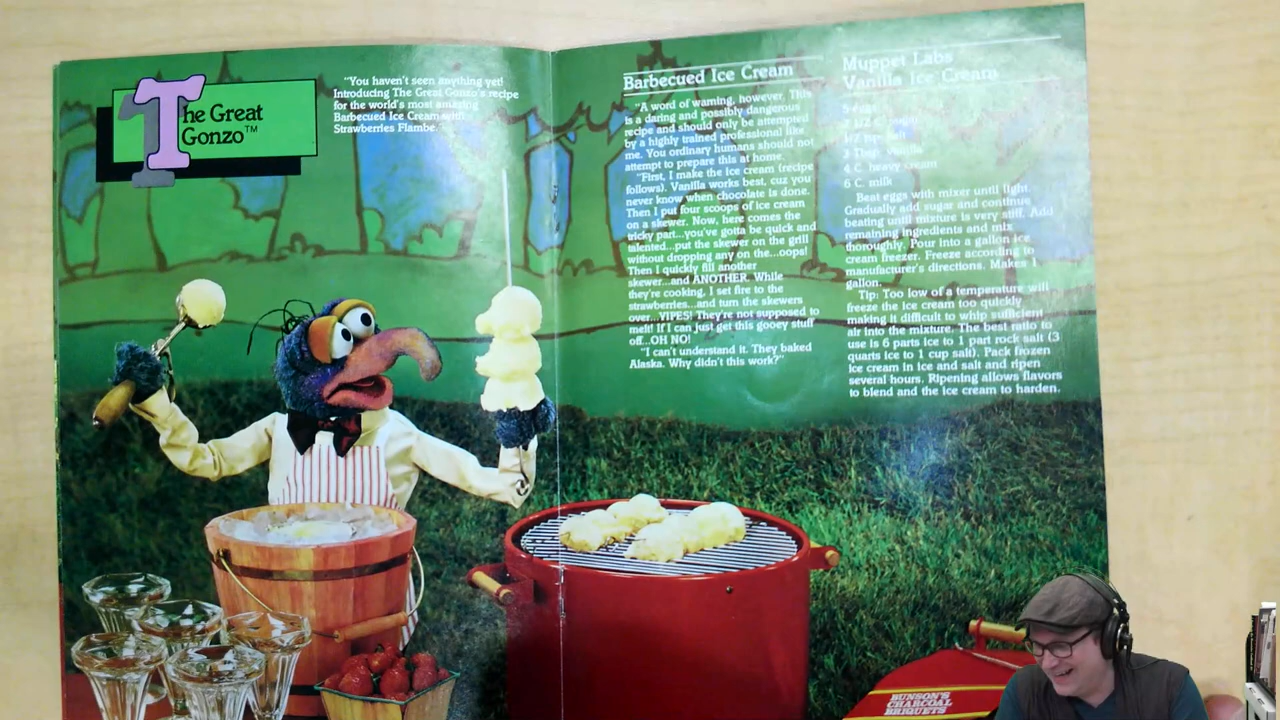 The Great
Gonzo™
"You haven't seen anything yet!
Introducing The Great Gonzo's recipe
for the world's most amazing
Barbecued Ice Cream with
Strawberries Flambe."
Barbecued Ice Cream
"A word of warning, however. This
is a daring and possibly dangerous
recipe and should only be attempted
by a highly trained professional like
me. You ordinary humans should not
attempt to prepare this at home.
"First, I make the ice cream (recipe
follows). Vanilla works best, cuz you
never know when chocolate is done.
Then I put four scoops of ice cream
on a skewer. Now, here comes the
tricky part...you've gotta be quick and
talented...put the skewer on the grill
without dropping any on the...oops!
Then I quickly fill another
skewer...and ANOTHER. While
they're cooking, I set fire to the
strawberries...and turn the skewers
over...YIPES! They're not supposed to
melt! If I can just get this gooey stuff
off...OH NO!
"I can't understand it. They baked
Alaska. Why didn't this work?"
Muppet Labs
Vanilla Ice Cream
4 C. heavy cream
6 C. milk
Beat eggs with mixer until light.
Gradually add sugar and continue
beating until mixture is very stiff. Add
remaining ingredients and mix
thoroughly. Pour into a gallon ice
cream freezer. Freeze according to
manufacturer's directions. Makes 1
gallon.
Tip: Too low of a temperature will
freeze the ice cream too quickly
making it difficult to whip sufficient
air into the mixture. The best ratio to
use is 6 parts ice to 1 part rock salt (3
quarts ice to 1 cup salt). Pack frozen
ice cream in ice and salt and ripen
several hours. Ripening allows flavors
to blend and the ice cream to harden.
BUNSON'S
CHARCOAL
BRIQUETS